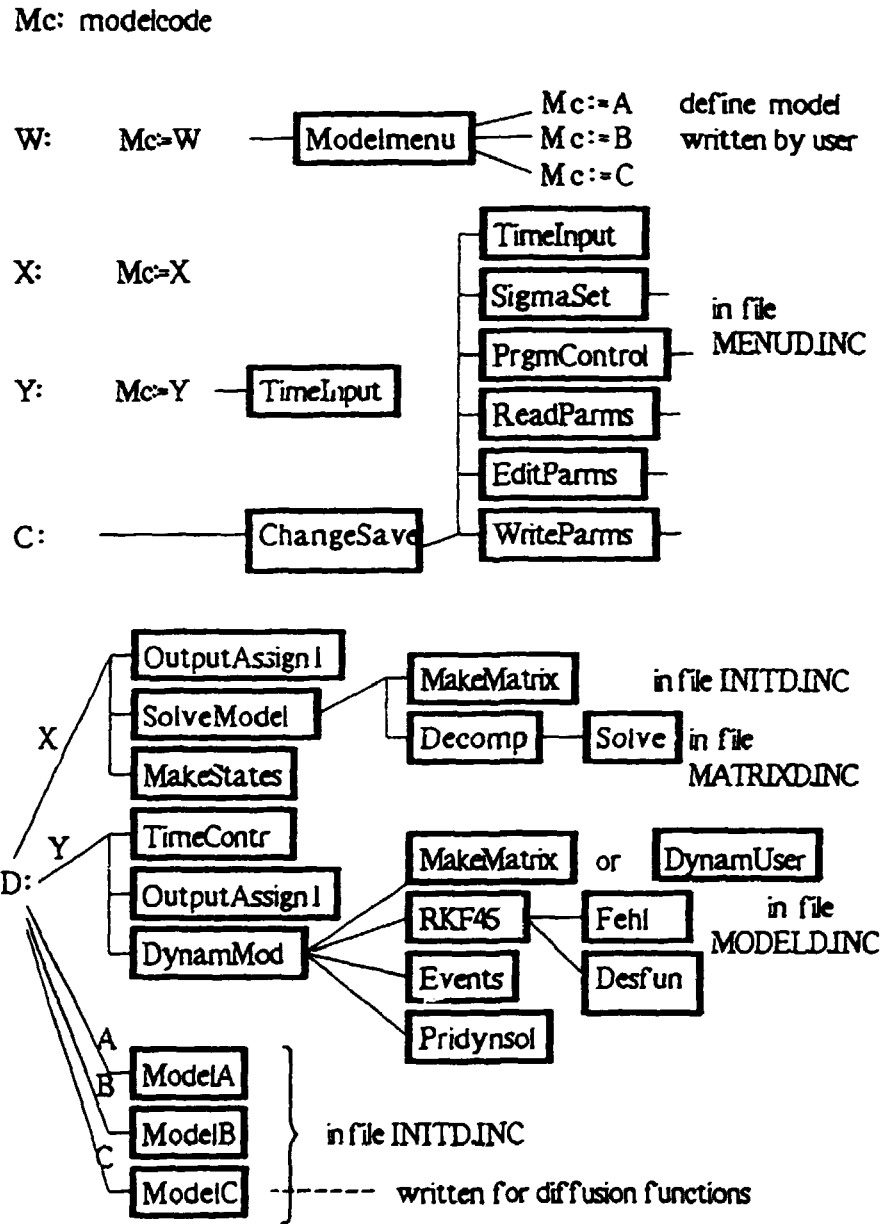 Mc: modelcode
Mc:=A define model
W: Mc:=W Modelmenu Mc:=B written by user
Mc:=C
TimeInput
X: Mc:=X SigmaSet
in file
MENUD.INC
PrgmControl
Y: Mc:=Y TimeInput
ReadParms
EditParms
C: ChangeSave WriteParms
OutputAssign1
MakeMatrix in file INITD.INC
SolveModel
X
Decomp Solve in file
MATRIXD.INC
MakeStates
Y TimeContr
MakeMatrix or DynamUser
D:
OutputAssign1
RKF45 Fehl in file
MODELD.INC
DynamMod
Events Desfun
Pridynsol
A
ModelA
B
ModelB in file INITD.INC
C
ModelC ------ written for diffusion functions